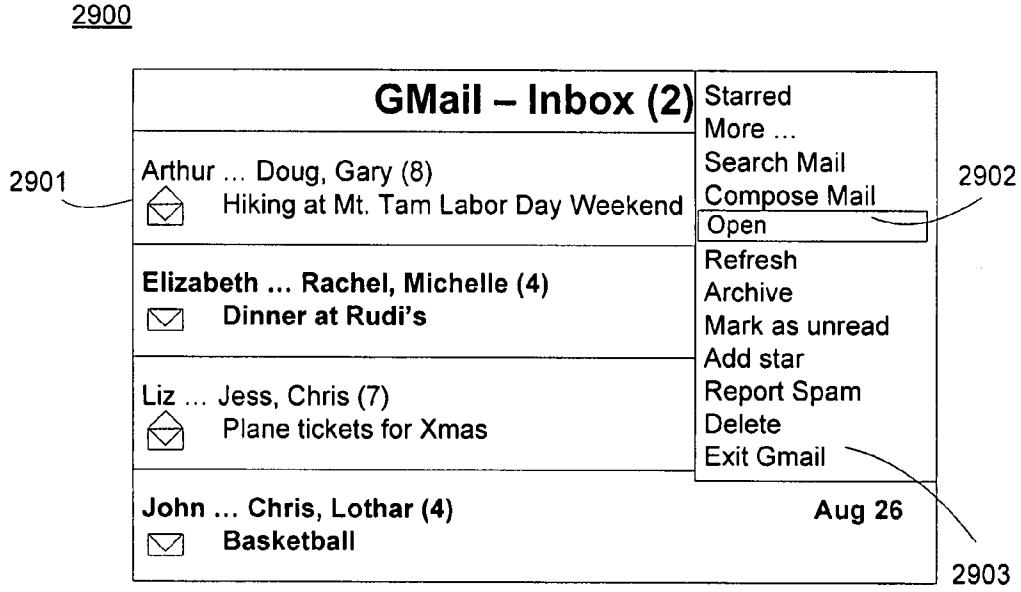 2900
GMail – Inbox (2)
Starred
More ...
Search Mail
Compose Mail
Open
Refresh
Archive
Mark as unread
Add star
Report Spam
Delete
Exit Gmail
2901
2902
2903
Arthur ... Doug, Gary (8)
Hiking at Mt. Tam Labor Day Weekend
Elizabeth ... Rachel, Michelle (4)
Dinner at Rudi's
Liz ... Jess, Chris (7)
Plane tickets for Xmas
John ... Chris, Lothar (4)
Aug 26
Basketball